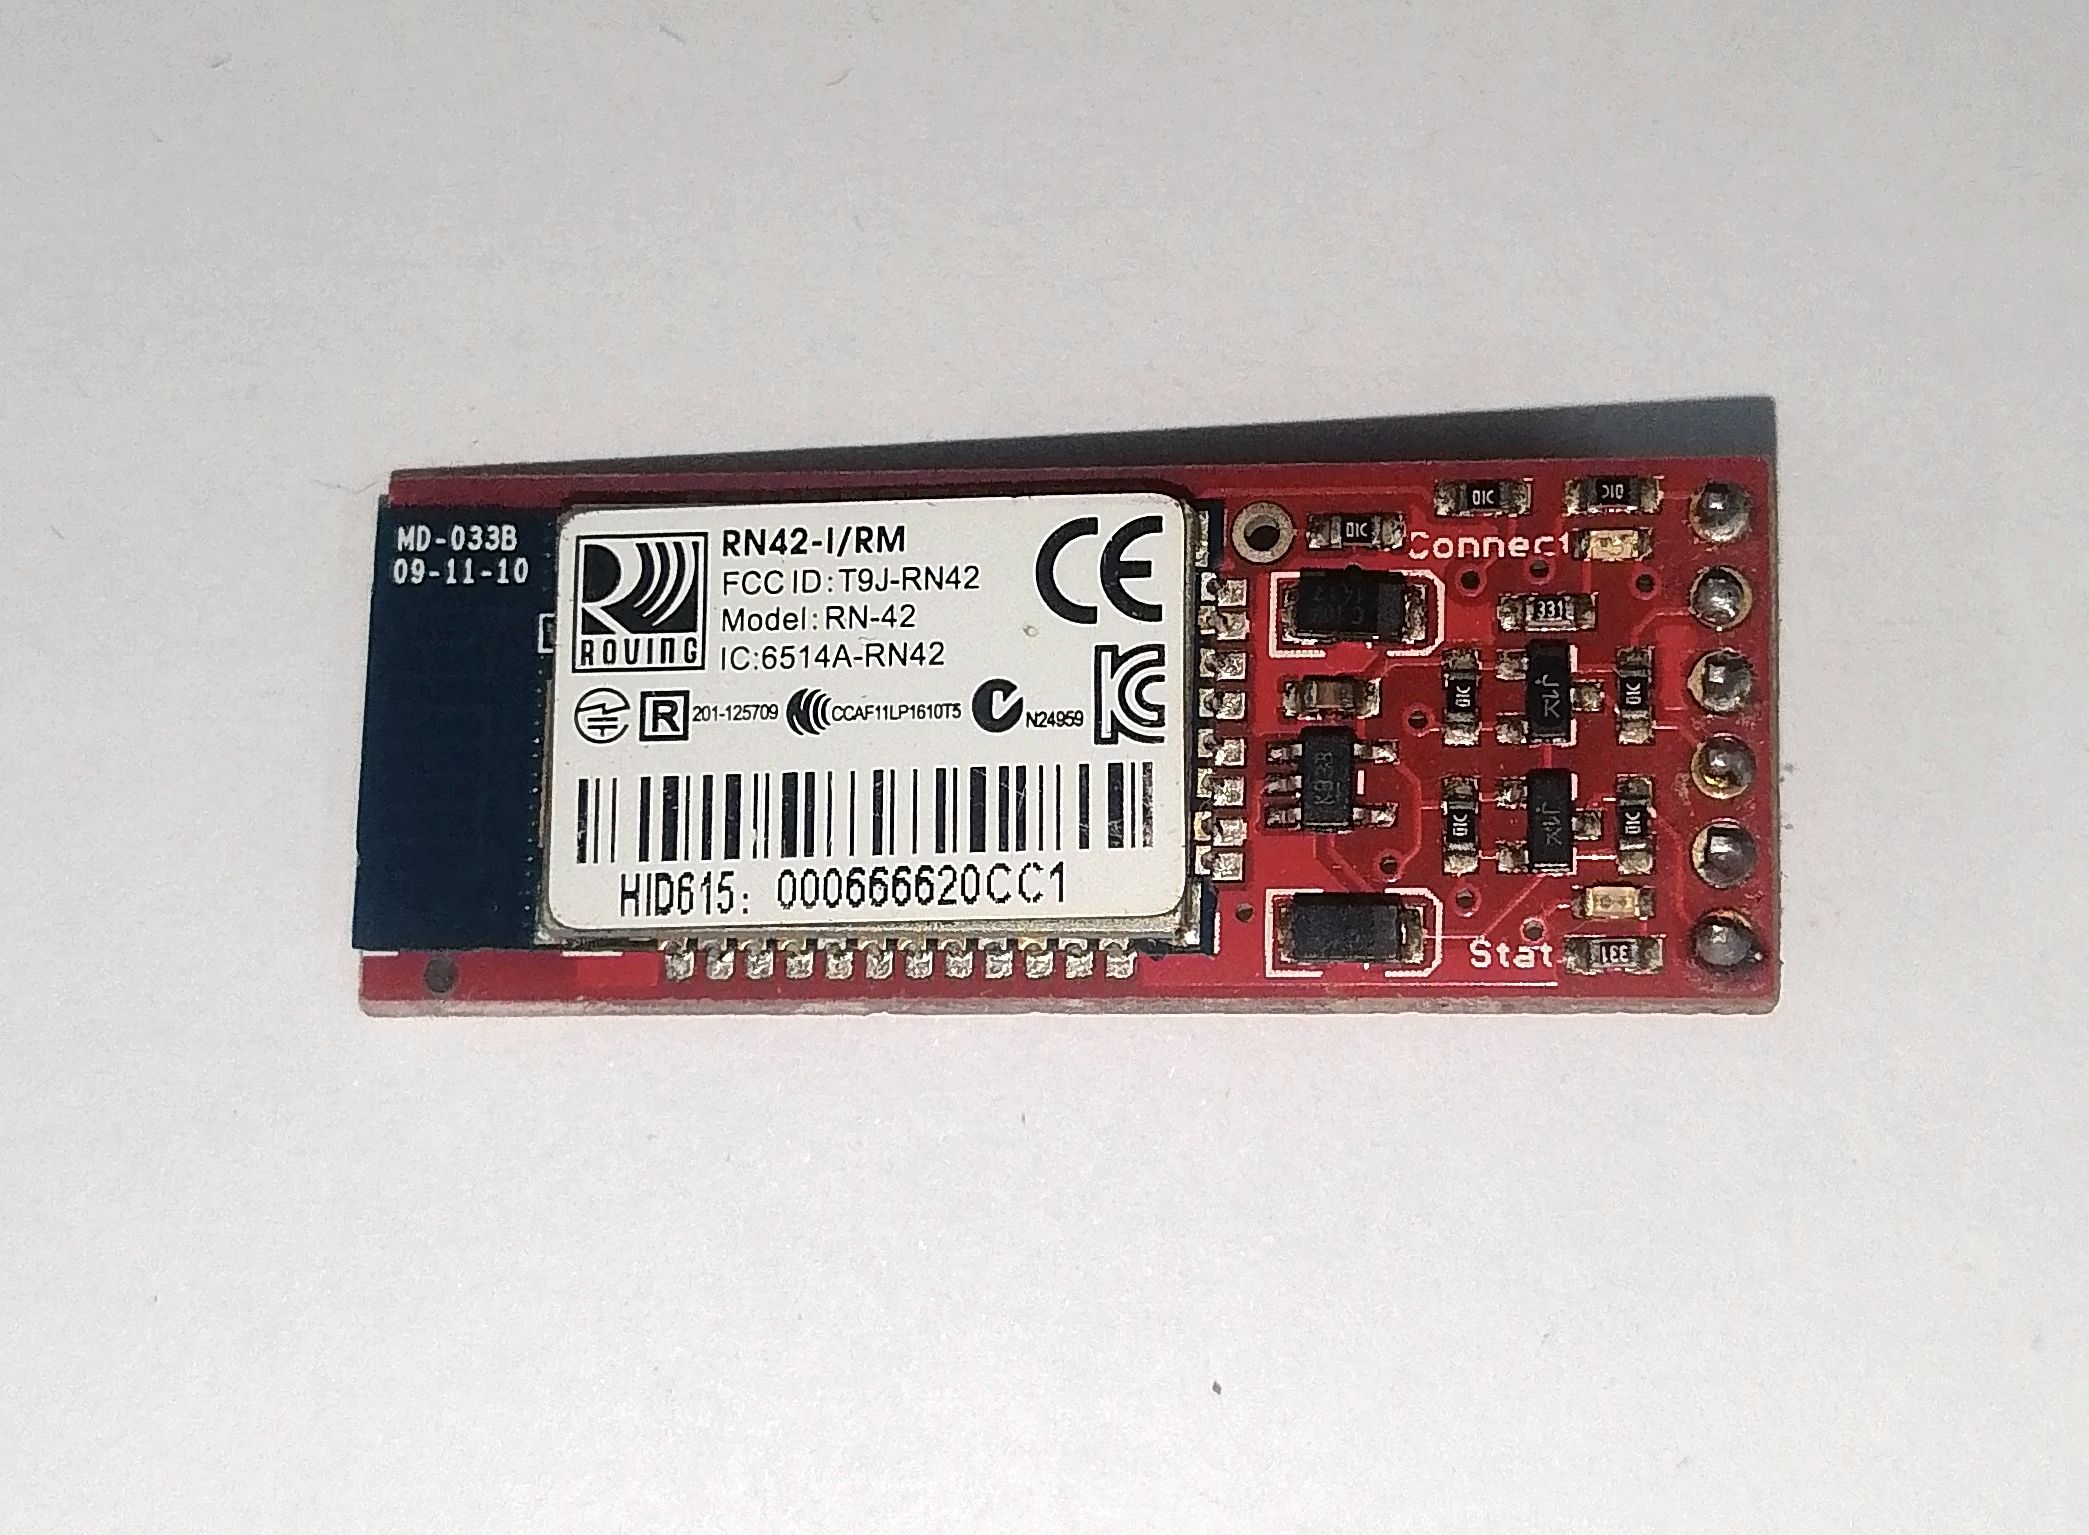 MD-033B
09-11-10
ROVING
RN42-I/RM
FCC ID: T9J-RN42
Model: RN-42
IC:6514A-RN42
CE
R 201-125709
CCAF11LP1610T5
N24959
HID615: 000666620CC1
Connect
331
Stat
331